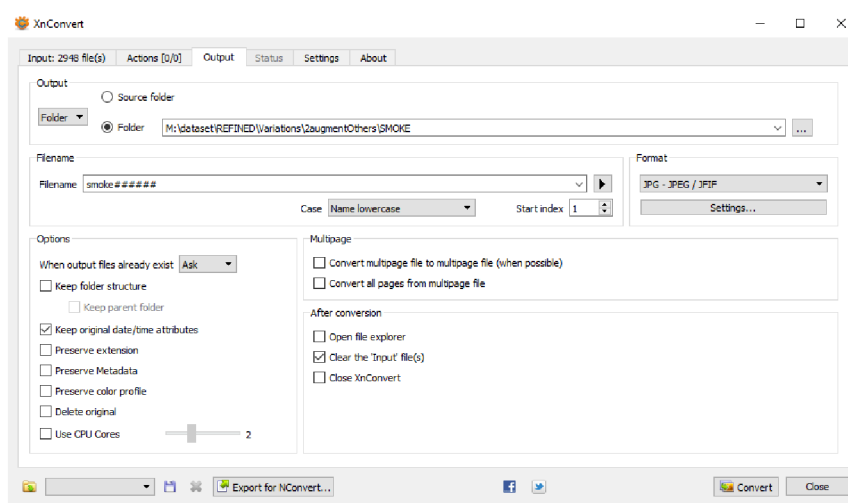 XnConvert
Input: 2948 file(s) Actions [0/0] Output Status Settings About
Output
Source folder
Folder
Folder M:\dataset\REFINED\Variations\2augmentOthers\SMOKE ...
Filename Format
Filename smoke###### JPG - JPEG / JFIF
Case Name lowercase Start index 1 Settings...
Options Multipage
When output files already exist Ask Convert multipage file to multipage file (when possible)
Keep folder structure Convert all pages from multipage file
Keep parent folder After conversion
Keep original date/time attributes Open file explorer
Preserve extension Clear the 'Input' file(s)
Preserve Metadata Close XnConvert
Preserve color profile
Delete original
Use CPU Cores 2
Export for NConvert... f Convert Close